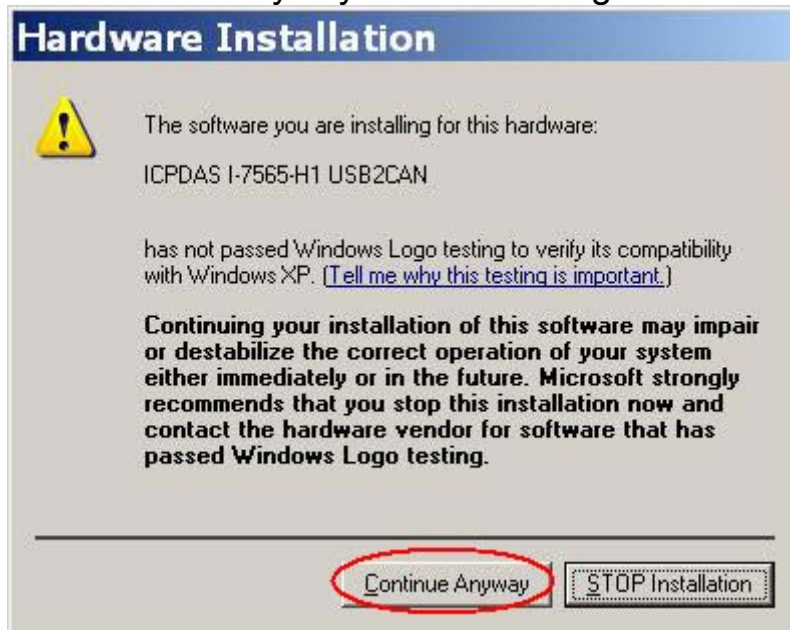 Hardware Installation
The software you are installing for this hardware:
ICPDAS I-7565-H1 USB2CAN
has not passed Windows Logo testing to verify its compatibility
with Windows XP. (Tell me why this testing is important.)
Continuing your installation of this software may impair
or destabilize the correct operation of your system
either immediately or in the future. Microsoft strongly
recommends that you stop this installation now and
contact the hardware vendor for software that has
passed Windows Logo testing.
Continue Anyway
STOP Installation